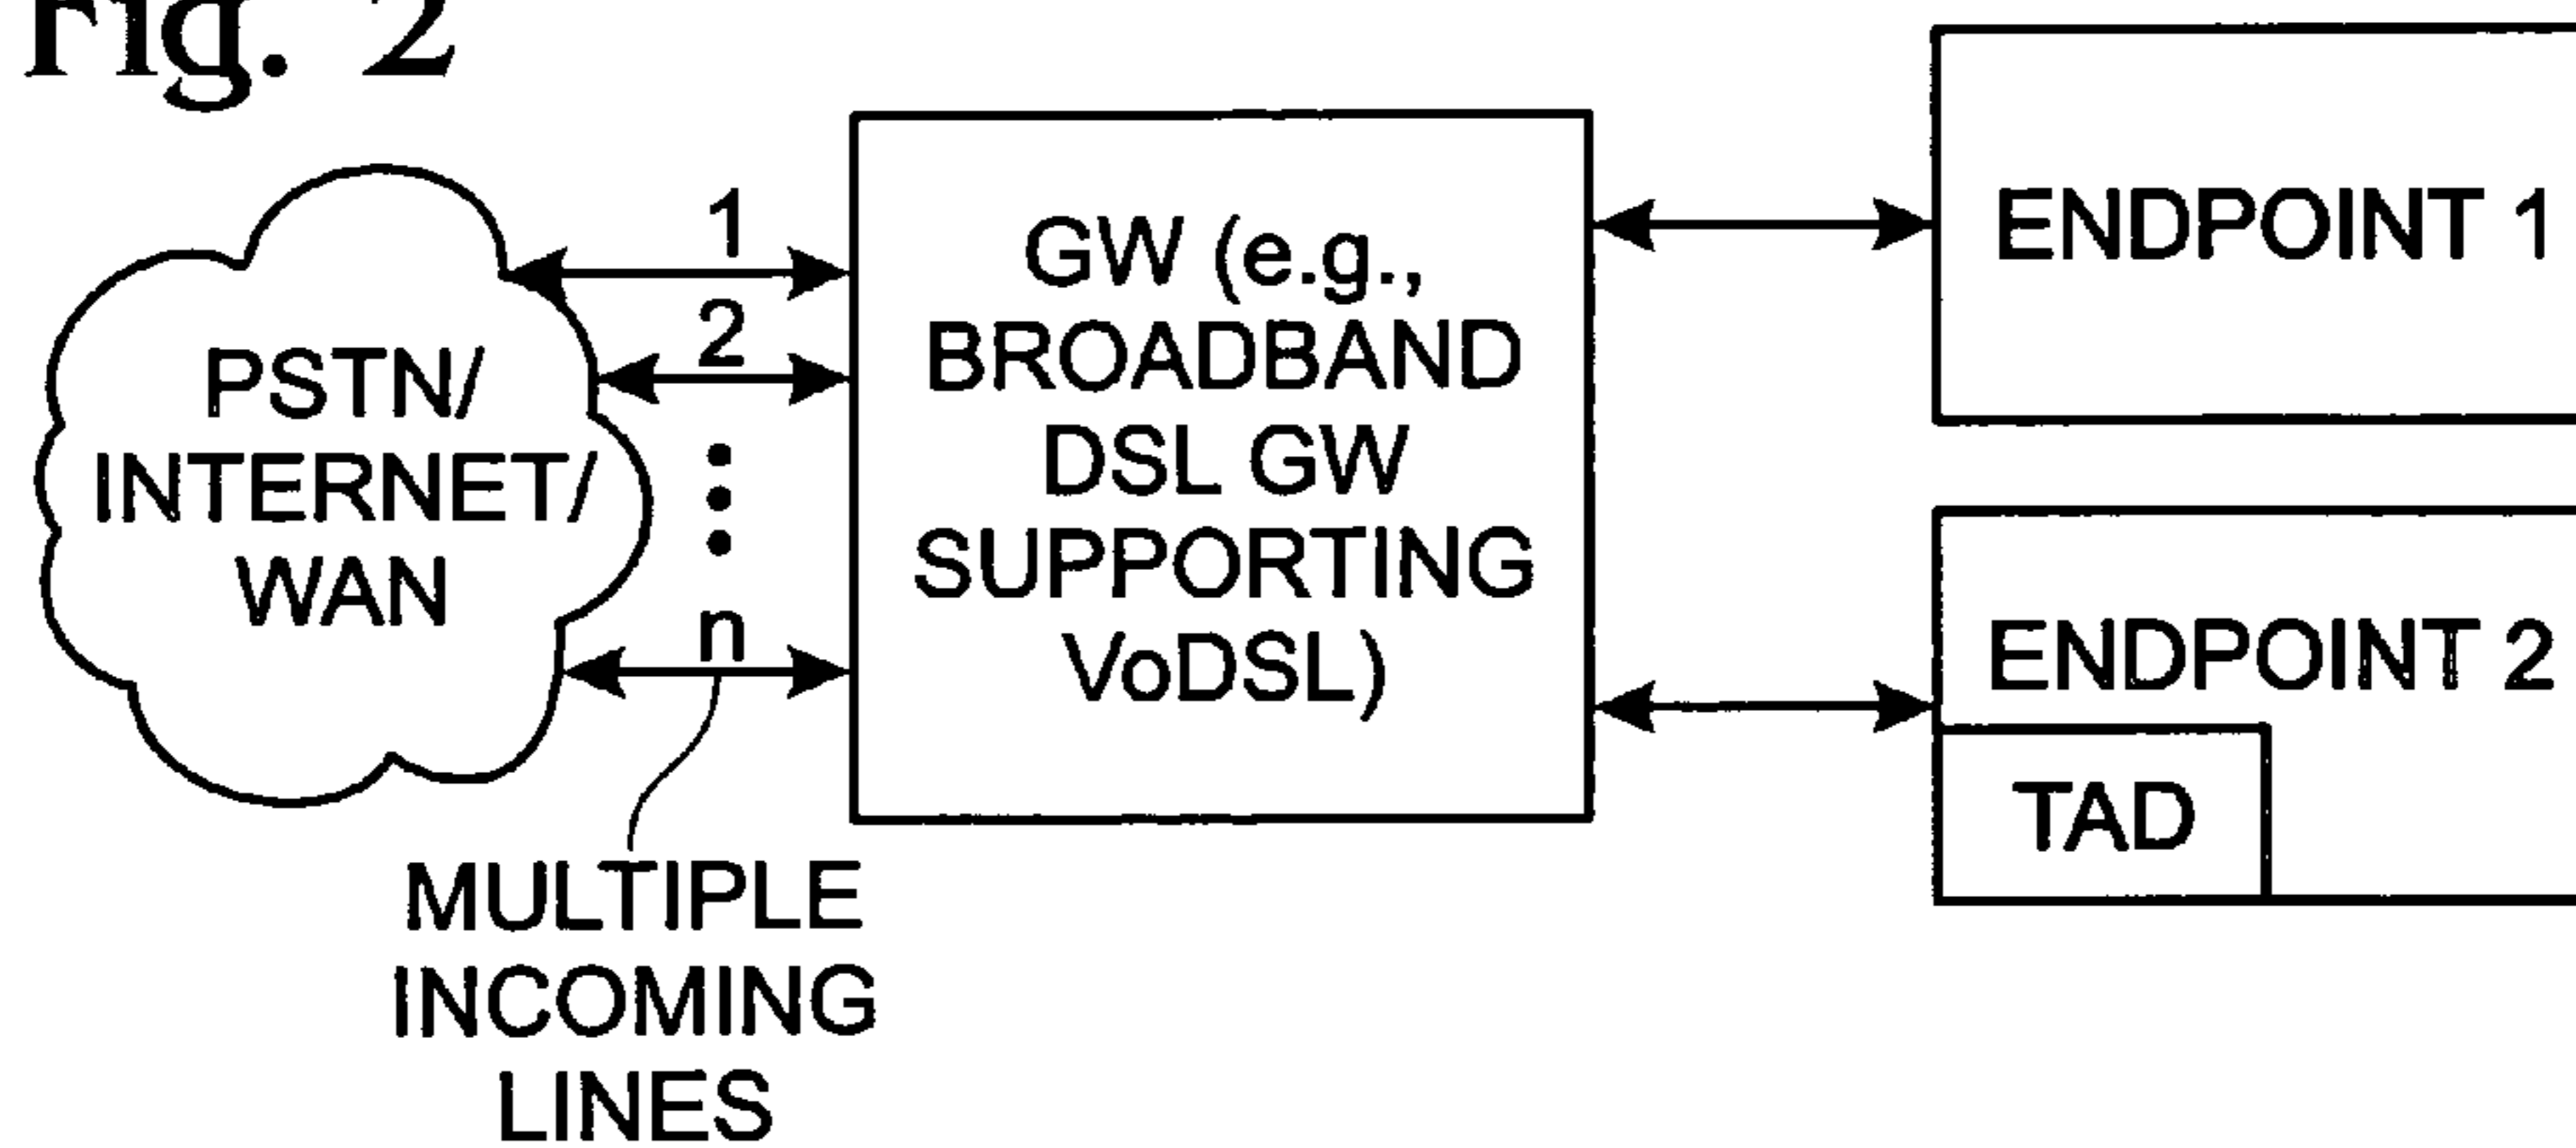 Fig. 2
PSTN/
INTERNET/
WAN
1
2
n
MULTIPLE
INCOMING
LINES
GW (e.g.,
BROADBAND
DSL GW
SUPPORTING
VoDSL)
ENDPOINT 1
ENDPOINT 2
TAD